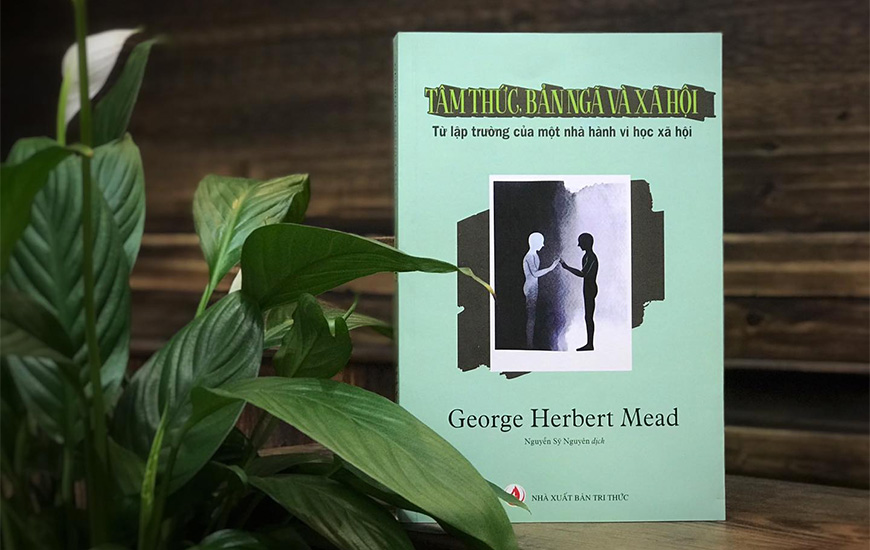 TÂM THỨC, BẢN NGÃ VÀ XÃ HỘI
Từ lập trường của một nhà hành vi học xã hội
George Herbert Mead
Nguyễn Sỹ Nguyên dịch
NHÀ XUẤT BẢN TRI THỨC